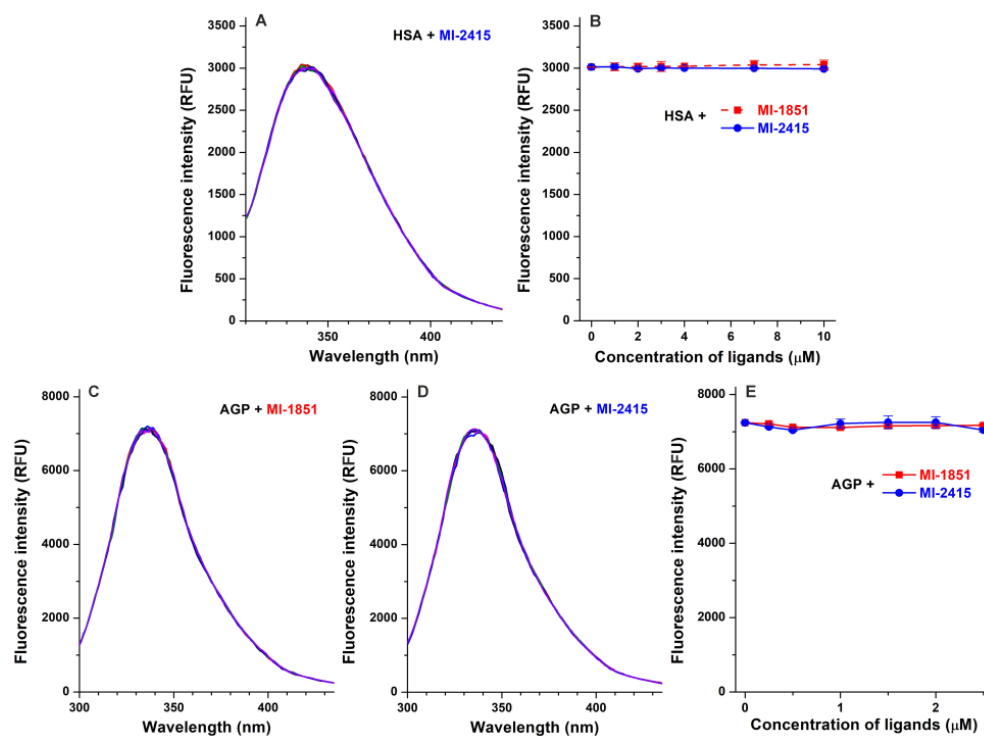 A
HSA + MI-2415
3500
3000
2500
2000
1500
1000
500
0
320
360
400
Fluorescence intensity (RFU)
Wavelength (nm)
B
3500
3000
2500
2000
1500
1000
500
0
0
2
4
6
8
10
HSA +
MI-1851
MI-2415
Fluorescence intensity (RFU)
Concentration of ligands (μM)
C
AGP + MI-1851
8000
6000
4000
2000
0
300
350
400
Fluorescence intensity (RFU)
Wavelength (nm)
D
AGP + MI-2415
8000
6000
4000
2000
0
300
350
400
Fluorescence intensity (RFU)
Wavelength (nm)
E
8000
6000
4000
2000
0
0
1
2
AGP +
MI-1851
MI-2415
Fluorescence intensity (RFU)
Concentration of ligands (μM)